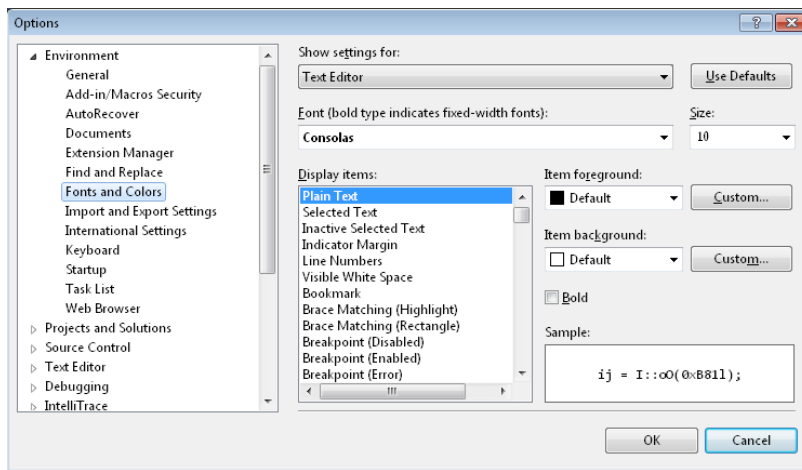 Options
Environment
General
Add-in/Macros Security
AutoRecover
Documents
Extension Manager
Find and Replace
Fonts and Colors
Import and Export Settings
International Settings
Keyboard
Startup
Task List
Web Browser
Projects and Solutions
Source Control
Text Editor
Debugging
IntelliTrace
Show settings for:
Text Editor
Use Defaults
Font (bold type indicates fixed-width fonts):
Size:
Consolas
10
Display items:
Plain Text
Selected Text
Inactive Selected Text
Indicator Margin
Line Numbers
Visible White Space
Bookmark
Brace Matching (Highlight)
Brace Matching (Rectangle)
Breakpoint (Disabled)
Breakpoint (Enabled)
Breakpoint (Error)
Item foreground:
Default
Custom...
Item background:
Default
Custom...
Bold
Sample:
ij = I::oO(0xB81l);
OK
Cancel